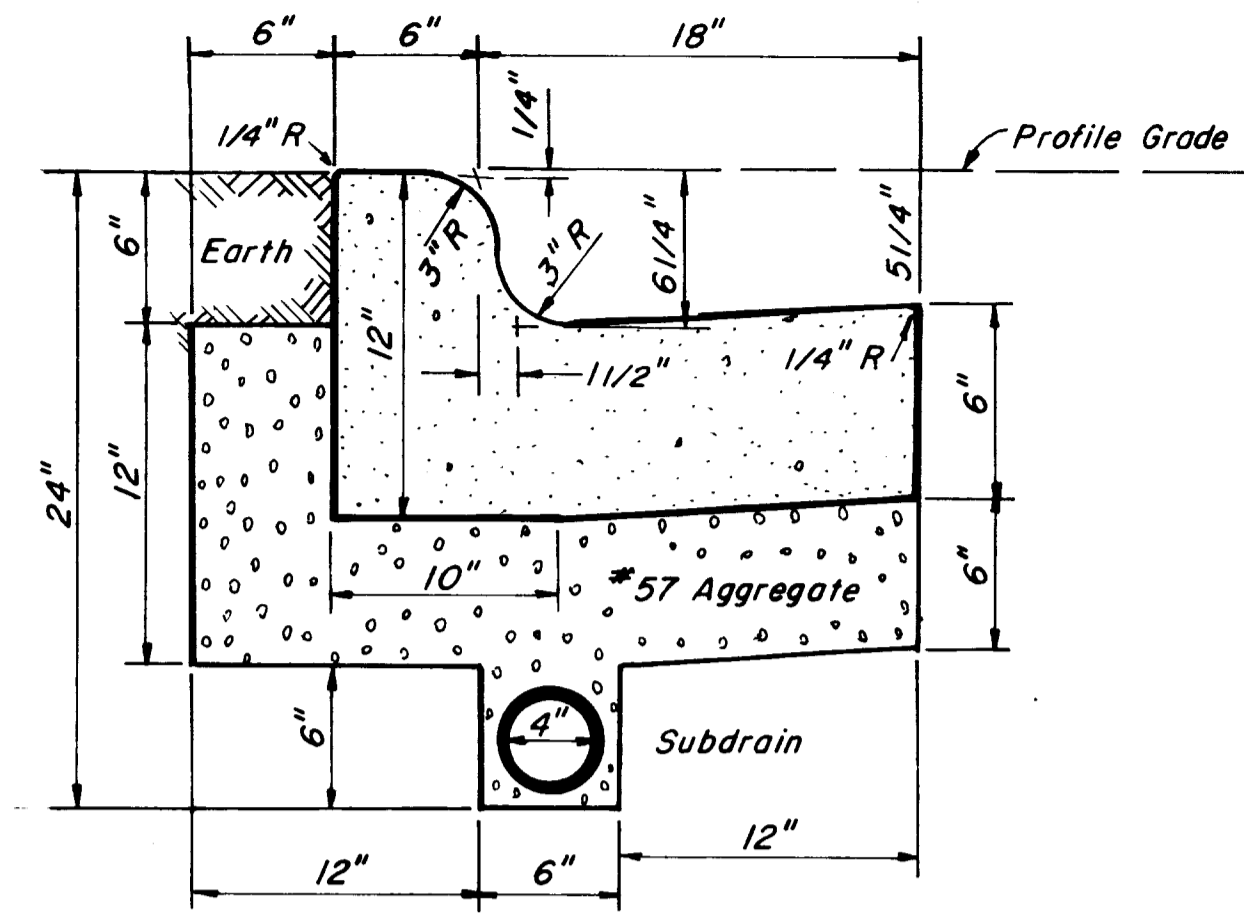 6" 6" 18"
1/4"
1/4" R
Profile Grade
6"
Earth
3" R
3" R
6 1/4"
5 1/4"
12"
1 1/2"
1/4" R
6"
24"
12"
10"
#57 Aggregate
6"
6"
4"
Subdrain
12"
12"
6"